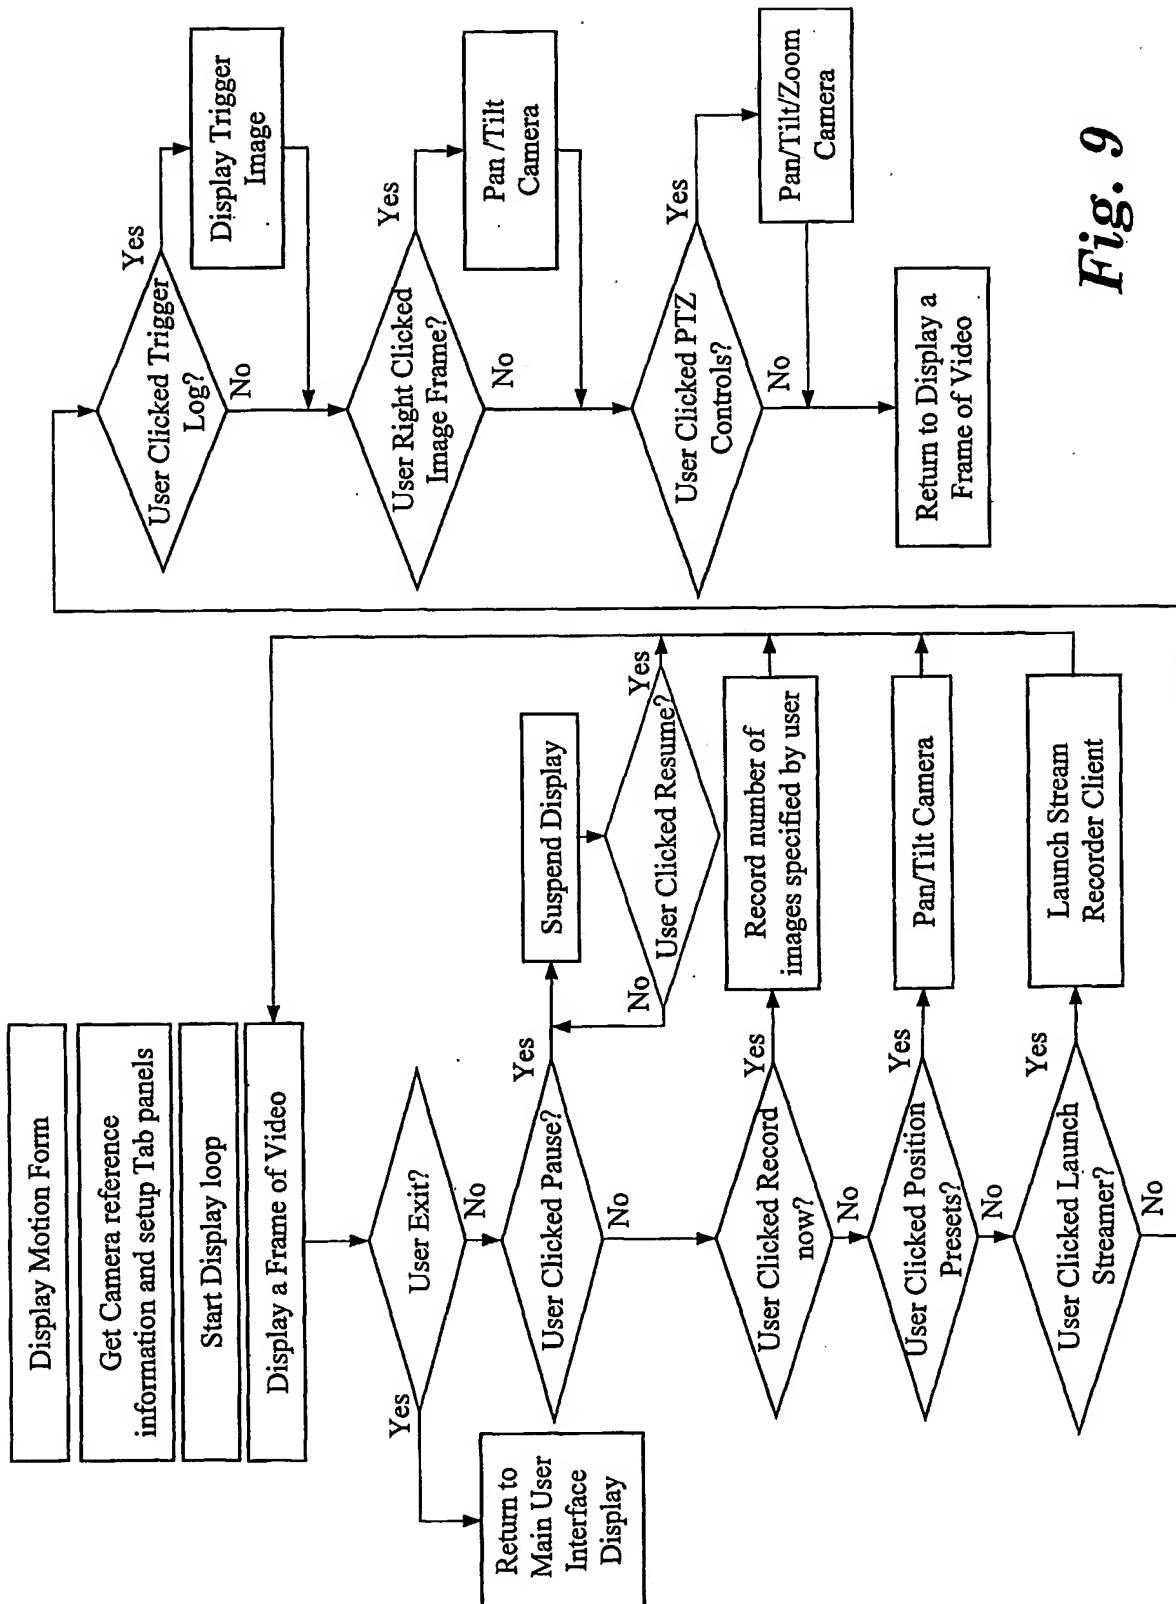 Display Motion Form
Get Camera reference
information and setup Tab panels
Start Display loop
Display a Frame of Video
User Exit?
Yes
No
Return to
Main User
Interface
Display
User Clicked Pause?
Yes
No
Suspend Display
User Clicked Resume?
No
Yes
User Clicked Record
now?
Yes
No
Record number of
images specified by user
User Clicked Position
Presets?
Yes
No
Pan/Tilt Camera
User Clicked Launch
Streamer?
Yes
No
Launch Stream
Recorder Client
User Clicked Trigger
Log?
Yes
No
Display Trigger
Image
User Right Clicked
Image Frame?
Yes
No
Pan /Tilt
Camera
User Clicked PTZ
Controls?
Yes
No
Pan/Tilt/Zoom
Camera
Return to Display a
Frame of Video
Fig. 9